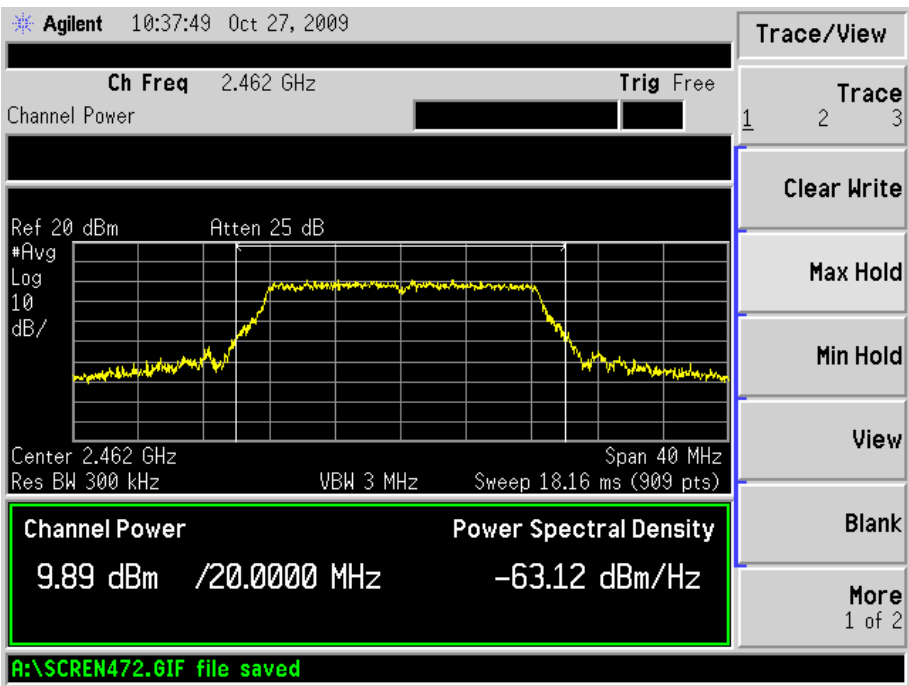 Agilent 10:37:49 Oct 27, 2009
Trace/View
Ch Freq 2.462 GHz Trig Free
Channel Power
Trace
1 2 3
Clear Write
Max Hold
Min Hold
View
Blank
More
1 of 2
Ref 20 dBm Atten 25 dB
#Avg
Log
10
dB/
Center 2.462 GHz Span 40 MHz
Res BW 300 kHz VBW 3 MHz Sweep 18.16 ms (909 pts)
Channel Power Power Spectral Density
9.89 dBm /20.0000 MHz -63.12 dBm/Hz
A:\SCREN472.GIF file saved